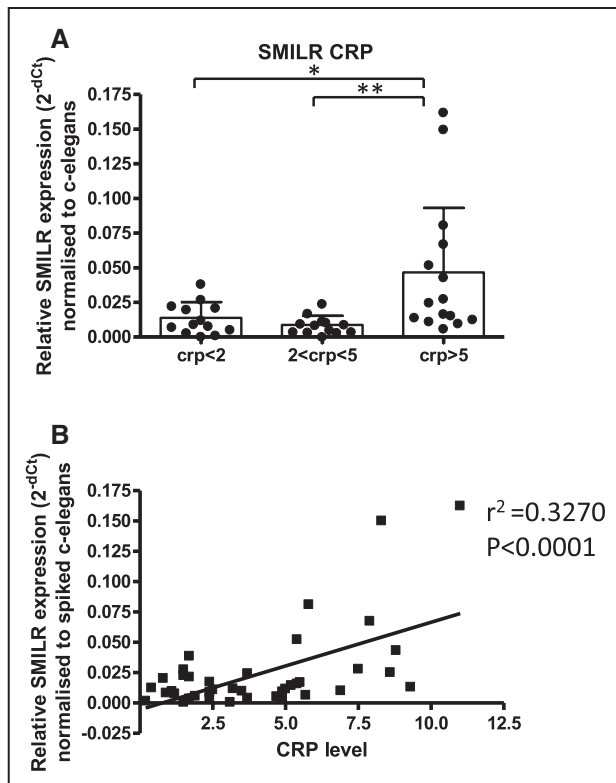 A
SMILR CRP
*
**
Relative SMILR expression (2^-dCt)
normalised to c-elegans
0.175
0.150
0.125
0.100
0.075
0.050
0.025
0.000
crp<2
2<crp<5
crp>5
B
Relative SMILR expression (2^-dCt)
normalised to spiked c-elegans
0.175
0.150
0.125
0.100
0.075
0.050
0.025
0.000
-0.025
2.5
5.0
7.5
10.0
12.5
CRP level
r² =0.3270
P<0.0001